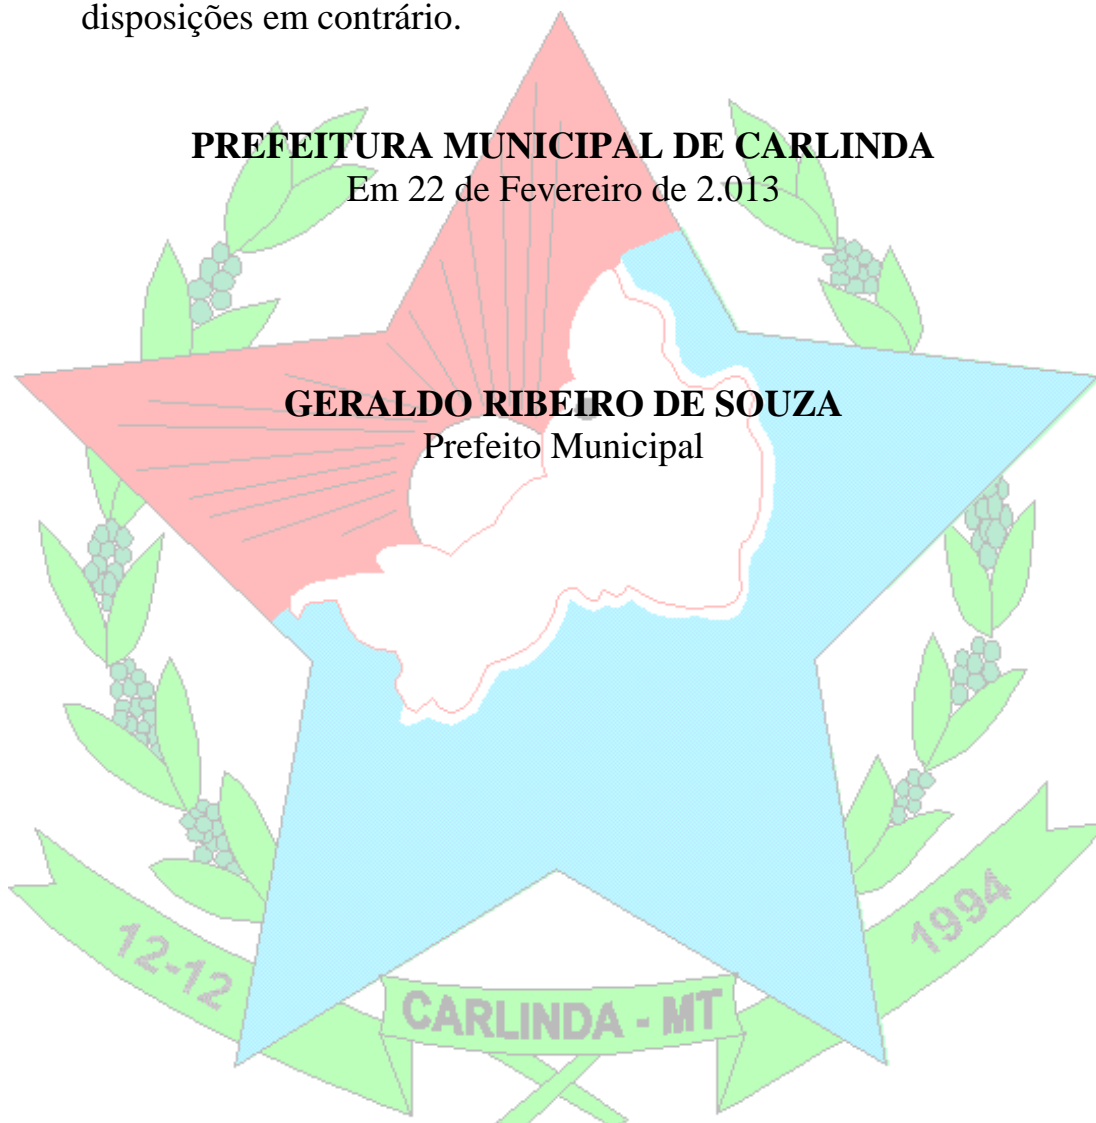 disposições em contrário.
PREFEITURA MUNICIPAL DE CARLINDA
Em 22 de Fevereiro de 2.013
GERALDO RIBEIRO DE SOUZA
Prefeito Municipal
12-12
1994
CARLINDA - MT